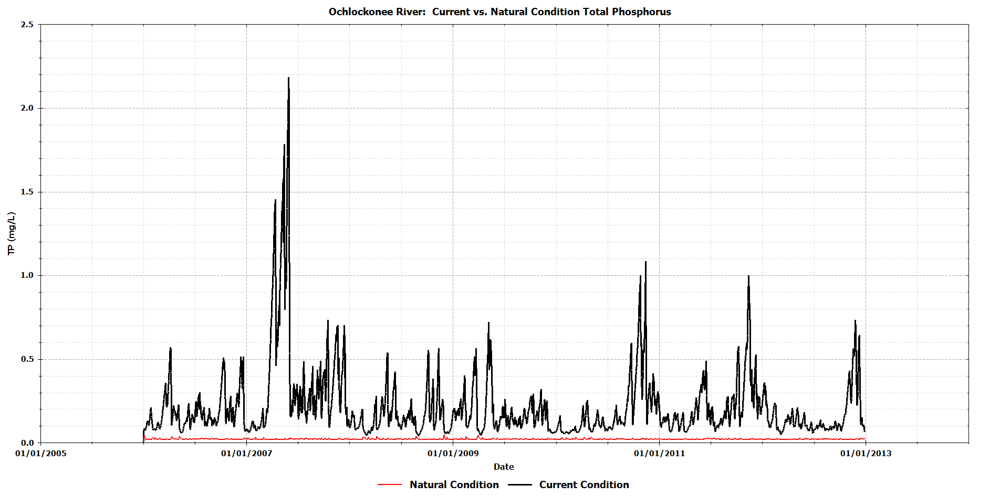 Ochlockonee River:  Current vs. Natural Condition Total Phosphorus
2.5
2.0
1.5
1.0
0.5
0.0
TP (mg/L)
01/01/2005 01/01/2007 01/01/2009 01/01/2011 01/01/2013
Date
Natural Condition Current Condition